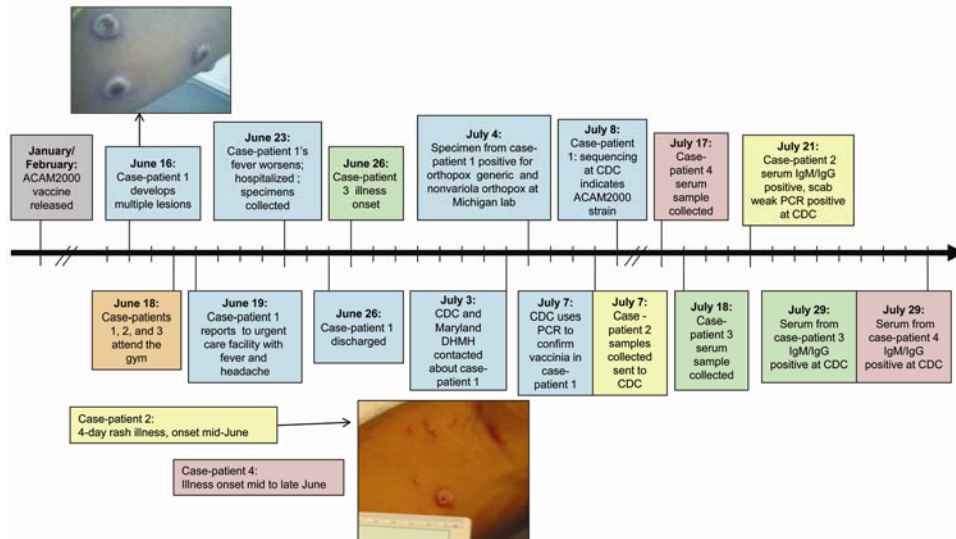 January/
February:
ACAM2000
vaccine
released
June 16:
Case-patient 1
develops
multiple lesions
June 23:
Case-patient 1's
fever worsens;
hospitalized ;
specimens
collected
June 26:
Case-patient
3 illness
onset
July 4:
Specimen from case-
patient 1 positive for
orthopox generic and
nonvariola orthopox at
Michigan lab
July 8:
Case-patient
1: sequencing
at CDC
indicates
ACAM2000
strain
July 17:
Case-
patient 4
serum
sample
collected
July 21:
Case-patient 2
serum IgM/IgG
positive, scab
weak PCR positive
at CDC
June 18:
Case-patients
1, 2, and 3
attend the
gym
June 19:
Case-patient 1
reports to urgent
care facility with
fever and
headache
June 26:
Case-patient 1
discharged
July 3:
CDC and
Maryland
DHMH
contacted
about case-
patient 1
July 7:
CDC uses
PCR to
confirm
vaccinia in
case-
patient 1
July 7:
Case -
patient 2
samples
collected
sent to
CDC
July 18:
Case-
patient 3
serum
sample
collected
July 29:
Serum from
case-patient 3
IgM/IgG
positive at CDC
July 29:
Serum from
case-patient 4
IgM/IgG
positive at CDC
Case-patient 2:
4-day rash illness, onset mid-June
Case-patient 4:
Illness onset mid to late June